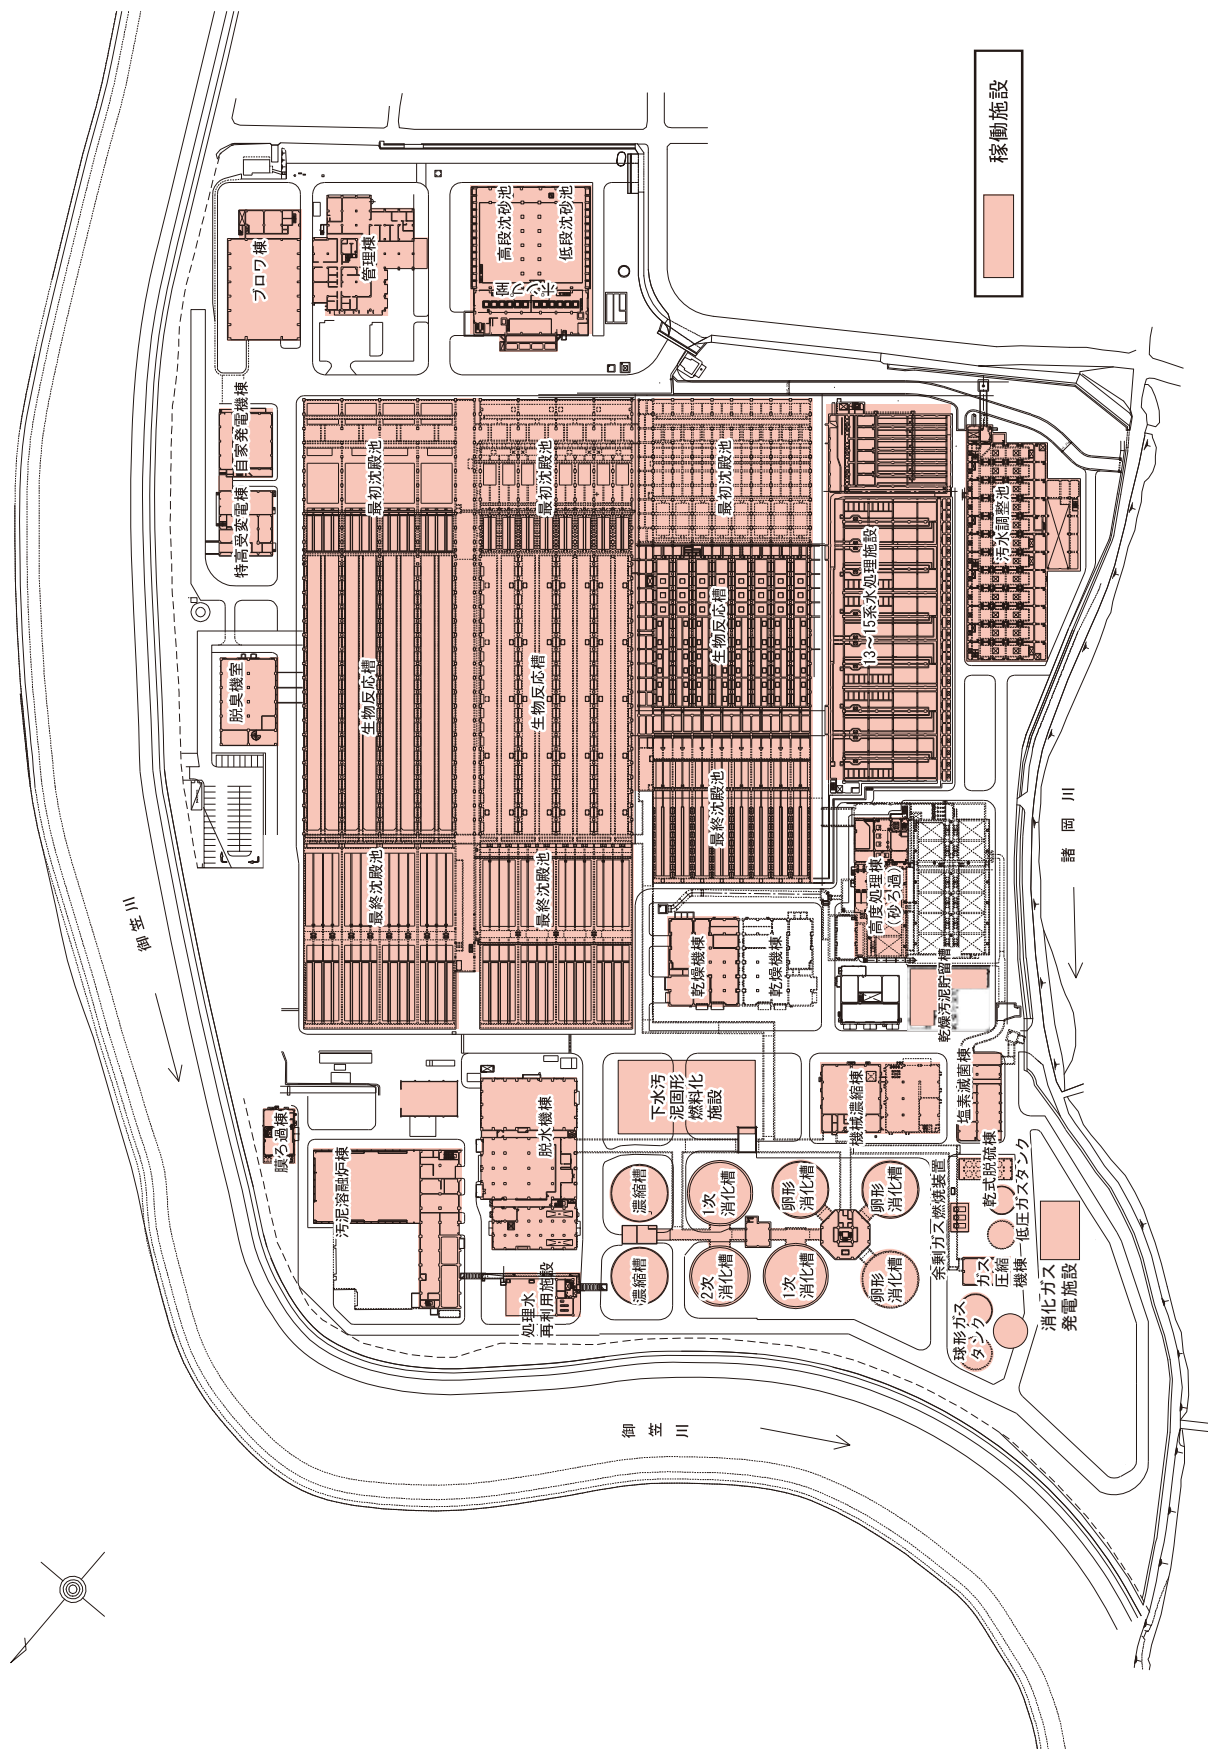 稼働施設
ブロワ棟
管理棟
高段沈砂池
低段沈砂池
ポンプ室
自家発電機棟
特高受変電棟
脱臭機室
最初沈殿池
最初沈殿池
最初沈殿池
生物反応槽
生物反応槽
生物反応槽
最終沈殿池
最終沈殿池
最終沈殿池
13～15系水処理施設
汚水調整池
高度処理棟
(砂ろ過)
乾燥機棟
乾燥機棟
乾燥汚泥貯留槽
諸岡川
御笠川
膜ろ過棟
汚泥溶融炉棟
脱水機棟
処理水
再利用施設
下水汚
泥固形
燃料化
施設
機械濃縮棟
塩素滅菌棟
濃縮槽
濃縮槽
1次
消化槽
2次
消化槽
1次
消化槽
卵形
消化槽
卵形
消化槽
卵形
消化槽
余剰ガス燃焼装置
乾式脱硫棟
低圧ガスタンク
ガス
圧縮
機棟
球形ガス
タンク
消化ガス
発電施設
御笠川